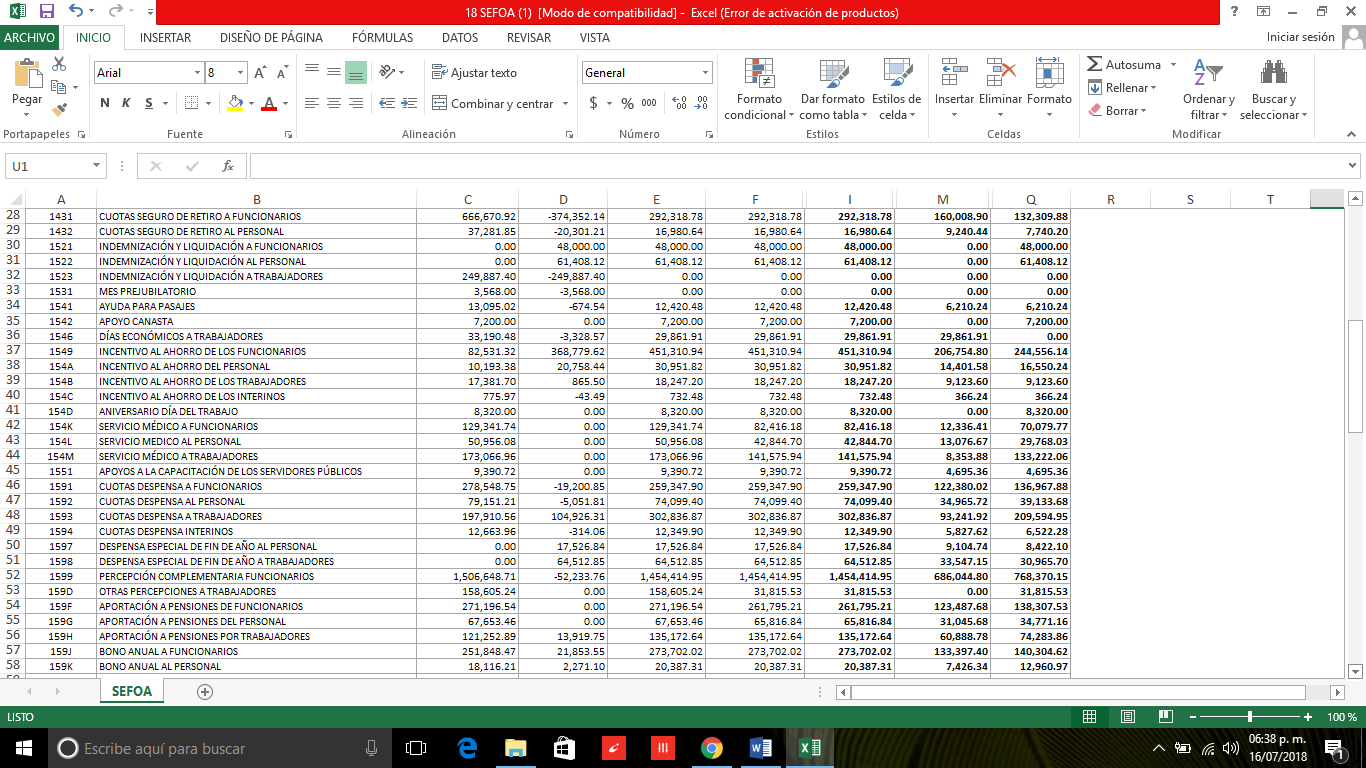 18 SEFOA (1) [Modo de compatibilidad] - Excel (Error de activación de productos)
ARCHIVO INICIO INSERTAR DISEÑO DE PÁGINA FÓRMULAS DATOS REVISAR VISTA Iniciar sesión
Pegar Arial 8 Ajustar texto General Formato condicional Dar formato como tabla Estilos de celda Insertar Eliminar Formato Autosuma Rellenar Borrar Ordenar y filtrar Buscar y seleccionar
N K S Combinar y centrar $ % 000
Portapapeles Fuente Alineación Número Estilos Celdas Modificar
U1 fx
A B C D E F I M Q R S T
28 1431 CUOTAS SEGURO DE RETIRO A FUNCIONARIOS 666,670.92 -374,352.14 292,318.78 292,318.78 292,318.78 160,008.90 132,309.88
29 1432 CUOTAS SEGURO DE RETIRO AL PERSONAL 37,281.85 -20,301.21 16,980.64 16,980.64 16,980.64 9,240.44 7,740.20
30 1521 INDEMNIZACIÓN Y LIQUIDACIÓN A FUNCIONARIOS 0.00 48,000.00 48,000.00 48,000.00 48,000.00 0.00 48,000.00
31 1522 INDEMNIZACIÓN Y LIQUIDACIÓN AL PERSONAL 0.00 61,408.12 61,408.12 61,408.12 61,408.12 0.00 61,408.12
32 1523 INDEMNIZACIÓN Y LIQUIDACIÓN A TRABAJADORES 249,887.40 -249,887.40 0.00 0.00 0.00 0.00 0.00
33 1531 MES PREJUBILATORIO 3,568.00 -3,568.00 0.00 0.00 0.00 0.00 0.00
34 1541 AYUDA PARA PASAJES 13,095.02 -674.54 12,420.48 12,420.48 12,420.48 6,210.24 6,210.24
35 1542 APOYO CANASTA 7,200.00 0.00 7,200.00 7,200.00 7,200.00 0.00 7,200.00
36 1546 DÍAS ECONÓMICOS A TRABAJADORES 33,190.48 -3,328.57 29,861.91 29,861.91 29,861.91 29,861.91 0.00
37 1549 INCENTIVO AL AHORRO DE LOS FUNCIONARIOS 82,531.32 368,779.62 451,310.94 451,310.94 451,310.94 206,754.80 244,556.14
38 154A INCENTIVO AL AHORRO DEL PERSONAL 10,193.38 20,758.44 30,951.82 30,951.82 30,951.82 14,401.58 16,550.24
39 154B INCENTIVO AL AHORRO DE LOS TRABAJADORES 17,381.70 865.50 18,247.20 18,247.20 18,247.20 9,123.60 9,123.60
40 154C INCENTIVO AL AHORRO DE LOS INTERINOS 775.97 -43.49 732.48 732.48 732.48 366.24 366.24
41 154D ANIVERSARIO DÍA DEL TRABAJO 8,320.00 0.00 8,320.00 8,320.00 8,320.00 0.00 8,320.00
42 154K SERVICIO MÉDICO A FUNCIONARIOS 129,341.74 0.00 129,341.74 82,416.18 82,416.18 12,336.41 70,079.77
43 154L SERVICIO MEDICO AL PERSONAL 50,956.08 0.00 50,956.08 42,844.70 42,844.70 13,076.67 29,768.03
44 154M SERVICIO MÉDICO A TRABAJADORES 173,066.96 0.00 173,066.96 141,575.94 141,575.94 8,353.88 133,222.06
45 1551 APOYOS A LA CAPACITACIÓN DE LOS SERVIDORES PÚBLICOS 9,390.72 0.00 9,390.72 9,390.72 9,390.72 4,695.36 4,695.36
46 1591 CUOTAS DESPENSA A FUNCIONARIOS 278,548.75 -19,200.85 259,347.90 259,347.90 259,347.90 122,380.02 136,967.88
47 1592 CUOTAS DESPENSA AL PERSONAL 79,151.21 -5,051.81 74,099.40 74,099.40 74,099.40 34,965.72 39,133.68
48 1593 CUOTAS DESPENSA A TRABAJADORES 197,910.56 104,926.31 302,836.87 302,836.87 302,836.87 93,241.92 209,594.95
49 1594 CUOTAS DESPENSA INTERINOS 12,663.96 -314.06 12,349.90 12,349.90 12,349.90 5,827.62 6,522.28
50 1597 DESPENSA ESPECIAL DE FIN DE AÑO AL PERSONAL 0.00 17,526.84 17,526.84 17,526.84 17,526.84 9,104.74 8,422.10
51 1598 DESPENSA ESPECIAL DE FIN DE AÑO A TRABAJADORES 0.00 64,512.85 64,512.85 64,512.85 64,512.85 33,547.15 30,965.70
52 1599 PERCEPCIÓN COMPLEMENTARIA FUNCIONARIOS 1,506,648.71 -52,233.76 1,454,414.95 1,454,414.95 1,454,414.95 686,044.80 768,370.15
53 159D OTRAS PERCEPCIONES A TRABAJADORES 158,605.24 0.00 158,605.24 31,815.53 31,815.53 0.00 31,815.53
54 159F APORTACIÓN A PENSIONES DE FUNCIONARIOS 271,196.54 0.00 271,196.54 261,795.21 261,795.21 123,487.68 138,307.53
55 159G APORTACIÓN A PENSIONES DEL PERSONAL 67,653.46 0.00 67,653.46 65,816.84 65,816.84 31,045.68 34,771.16
56 159H APORTACIÓN A PENSIONES POR TRABAJADORES 121,252.89 13,919.75 135,172.64 135,172.64 135,172.64 60,888.78 74,283.86
57 159J BONO ANUAL A FUNCIONARIOS 251,848.47 21,853.55 273,702.02 273,702.02 273,702.02 133,397.40 140,304.62
58 159K BONO ANUAL AL PERSONAL 18,116.21 2,271.10 20,387.31 20,387.31 20,387.31 7,426.34 12,960.97
SEFOA
LISTO 100 %
Escribe aquí para buscar 06:38 p. m.
16/07/2018 1